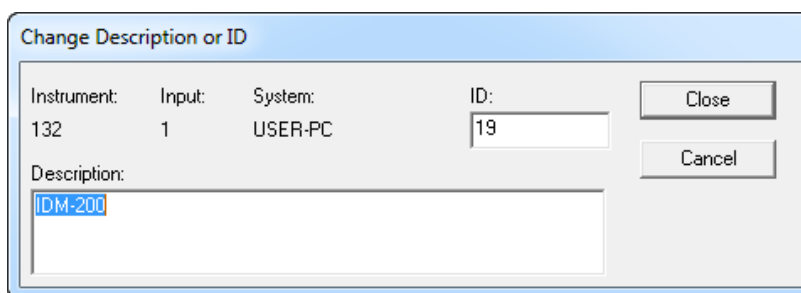 Change Description or ID
Instrument: Input: System: ID: Close
132 1 USER-PC 19
Cancel
Description:
IDM-200